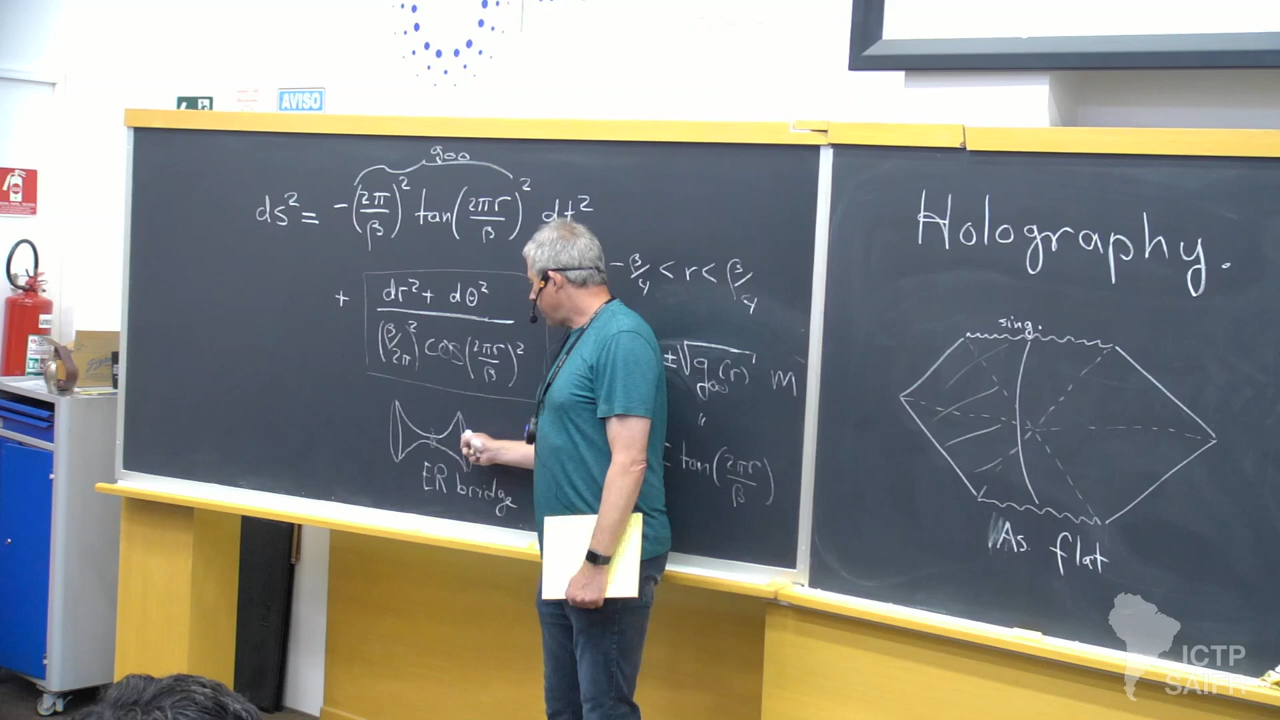 AVISO
g₀₀
ds² = -(2π/β)² tan(2πr/β)² dt²
-β/4 < r < β/4
+ dr² + dθ² / (β/2π)² cos(2πr/β)²
±√g₀₀(r) m
"
tan(2πr/β)
ER bridge
Holography.
sing.
As. flat
ICTP
SAIFR